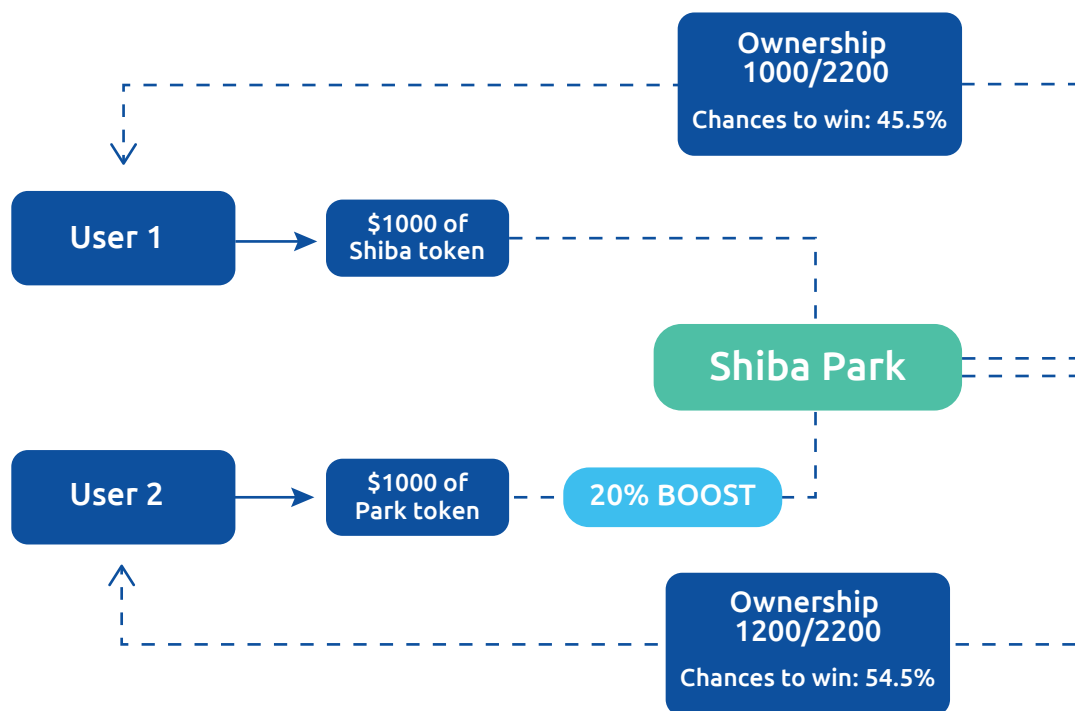 Ownership
1000/2200
Chances to win: 45.5%
User 1
$1000 of
Shiba token
Shiba Park
User 2
$1000 of
Park token
20% BOOST
Ownership
1200/2200
Chances to win: 54.5%